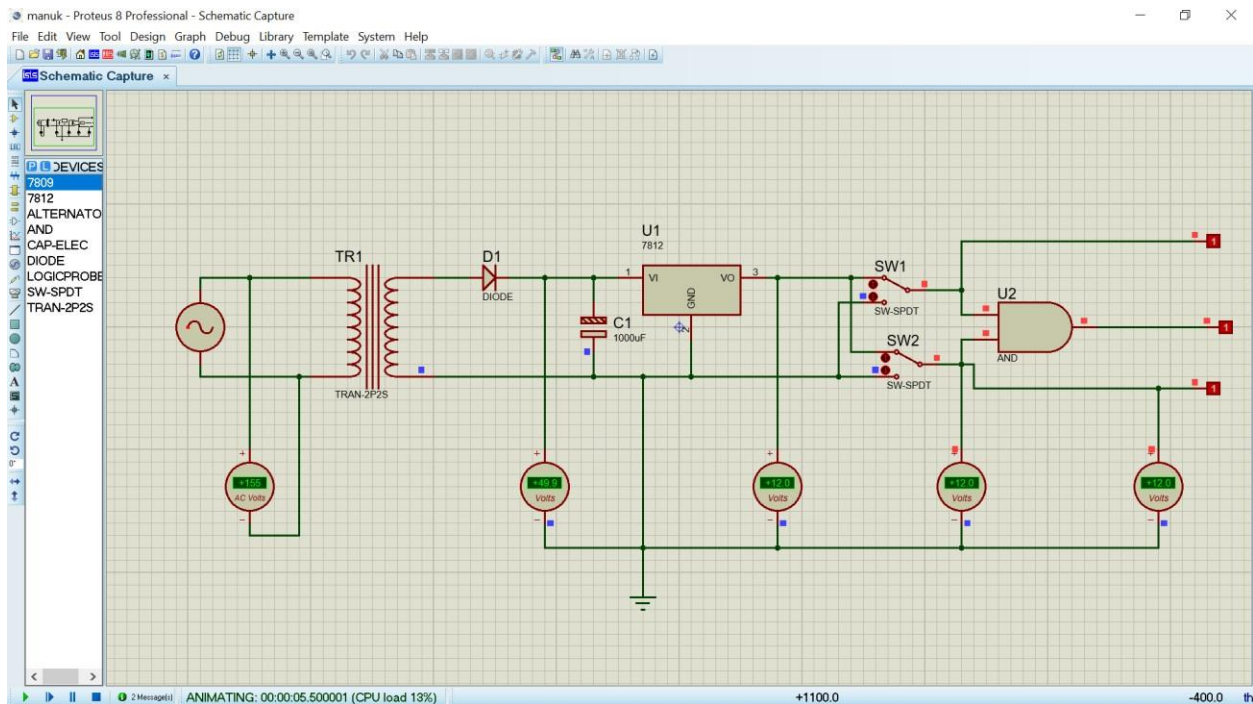 manuk - Proteus 8 Professional - Schematic Capture
File Edit View Tool Design Graph Debug Library Template System Help
Schematic Capture ×
P L DEVICES
7809
7812
ALTERNATO
AND
CAP-ELEC
DIODE
LOGICPROBE
SW-SPDT
TRAN-2P2S
TR1
TRAN-2P2S
D1
DIODE
C1
1000uF
U1
7812
1 VI VO 3
GND
2
SW1
SW-SPDT
SW2
SW-SPDT
U2
AND
1
1
1
+155
AC Volts
+49.9
Volts
+12.0
Volts
+12.0
Volts
+12.0
Volts
0°
2 Message(s)
ANIMATING: 00:00:05.500001 (CPU load 13%)
+1100.0
-400.0
th